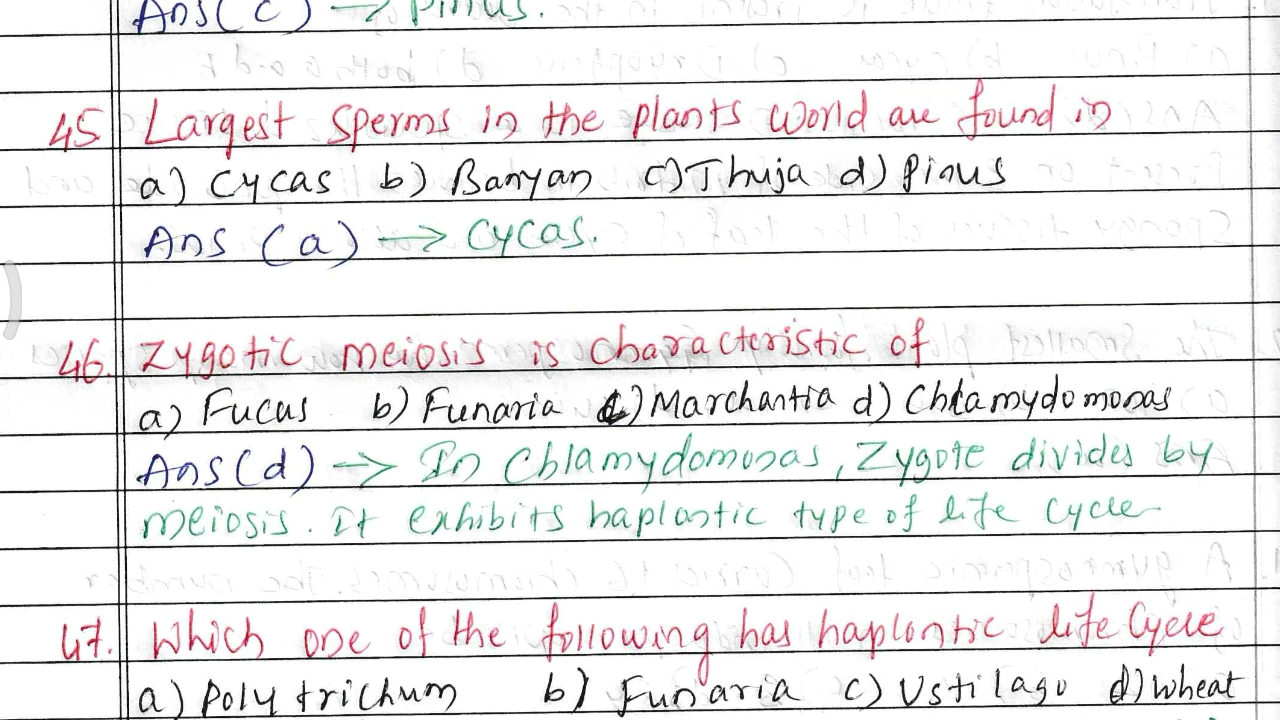 Ans(c) → Pinus.
45 Largest sperms in the plants world are found in
a) Cycas b) Banyan c) Thuja d) Pinus
Ans (a) → Cycas.
46. Zygotic meiosis is characteristic of
a) Fucus b) Funaria c) Marchantia d) Chlamydomonas
Ans(d) → In Chlamydomonas, Zygote divides by
meiosis. It exhibits haplontic type of life cycle
47. Which one of the following has haplontic life Cycle
a) Polytrichum b) Funaria c) Ustilago d) Wheat